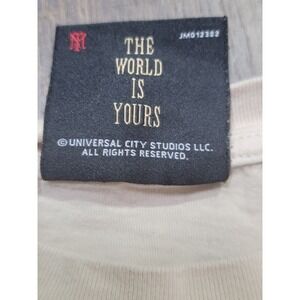 JM012382
THE
WORLD
IS
YOURS
© UNIVERSAL CITY STUDIOS LLC.
ALL RIGHTS RESERVED.